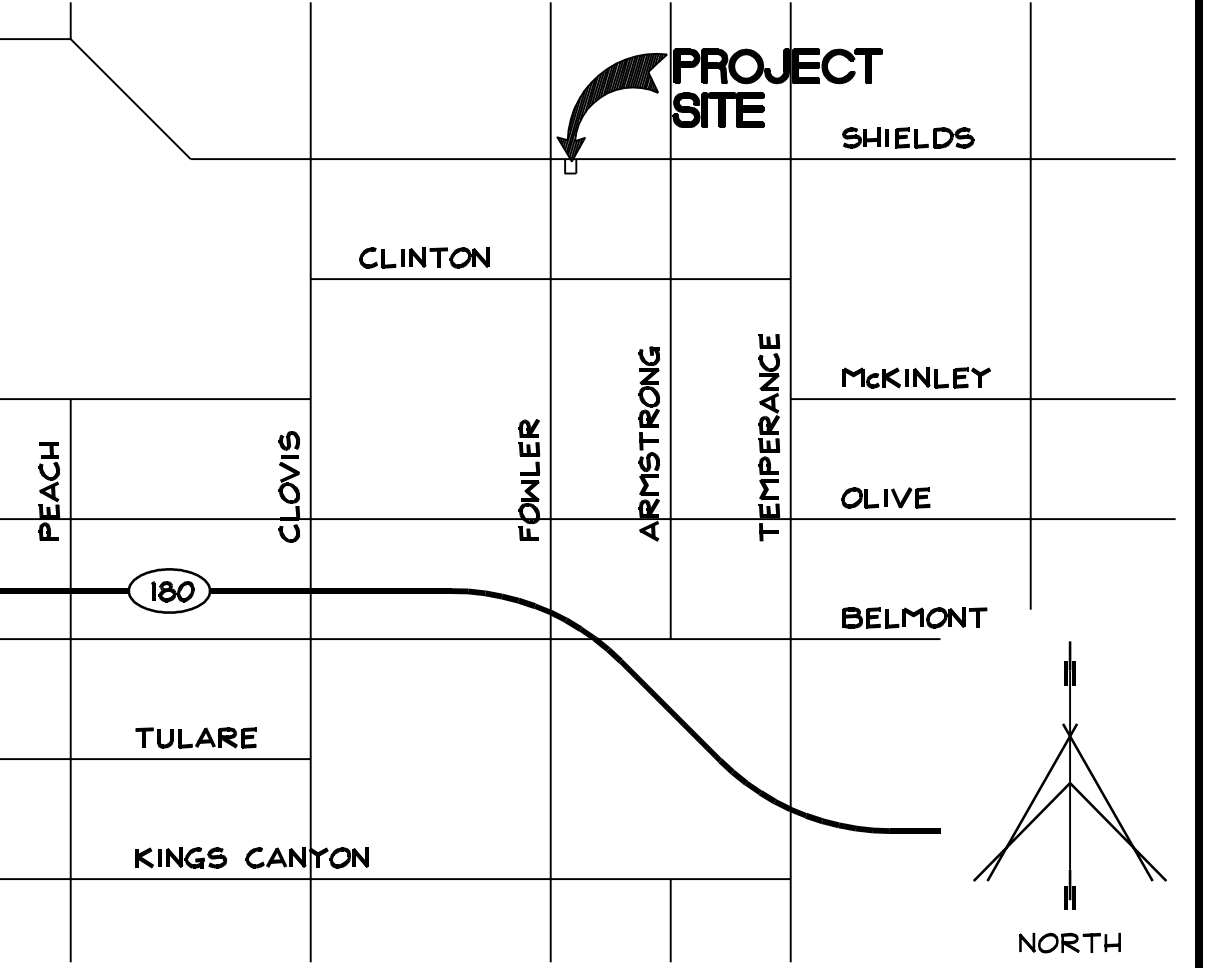 PROJECT
SITE
SHIELDS
CLINTON
McKINLEY
PEACH
CLOVIS
FOWLER
ARMSTRONG
TEMPERANCE
OLIVE
180
BELMONT
TULARE
KINGS CANYON
NORTH